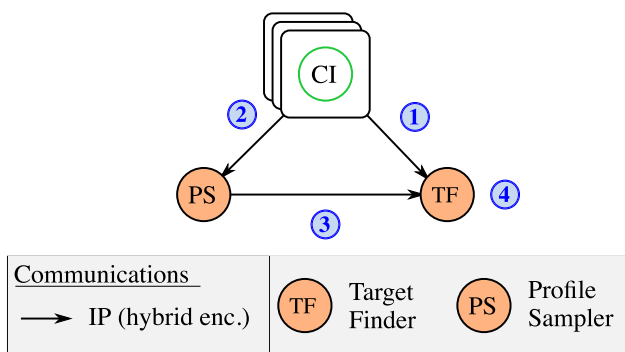 CI
2
1
PS
TF
4
3
Communications
IP (hybrid enc.)
TF
Target
Finder
PS
Profile
Sampler